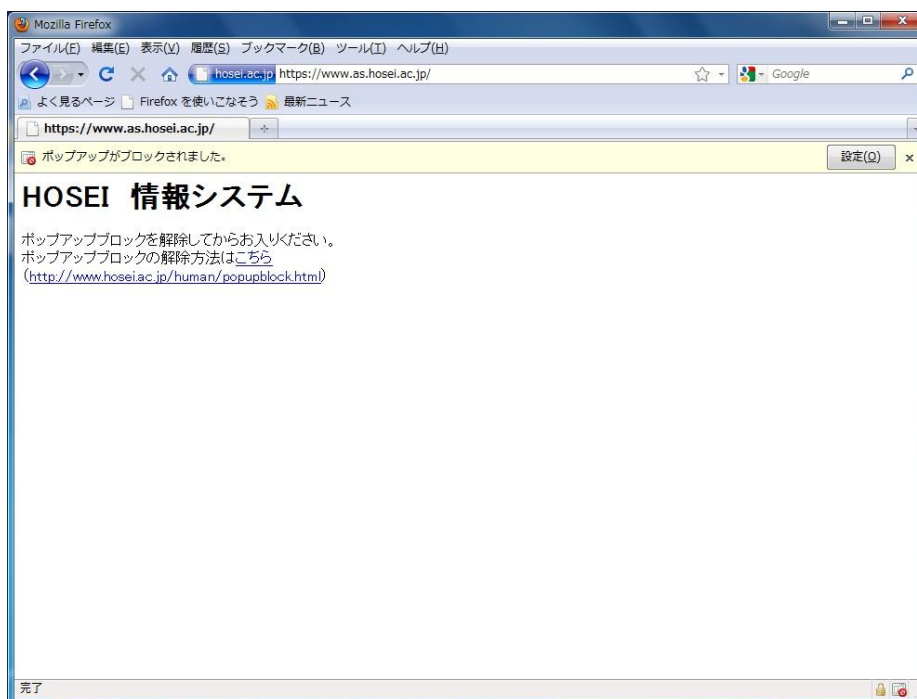 Mozilla Firefox
ファイル(F) 編集(E) 表示(V) 履歴(S) ブックマーク(B) ツール(T) ヘルプ(H)
hosei.ac.jp https://www.as.hosei.ac.jp/ Google
よく見るページ Firefox を使いこなそう 最新ニュース
https://www.as.hosei.ac.jp/
ポップアップがブロックされました。 設定(O) ×
HOSEI 情報システム
ポップアップブロックを解除してからお入りください。
ポップアップブロックの解除方法はこちら
(http://www.hosei.ac.jp/human/popupblock.html)
完了